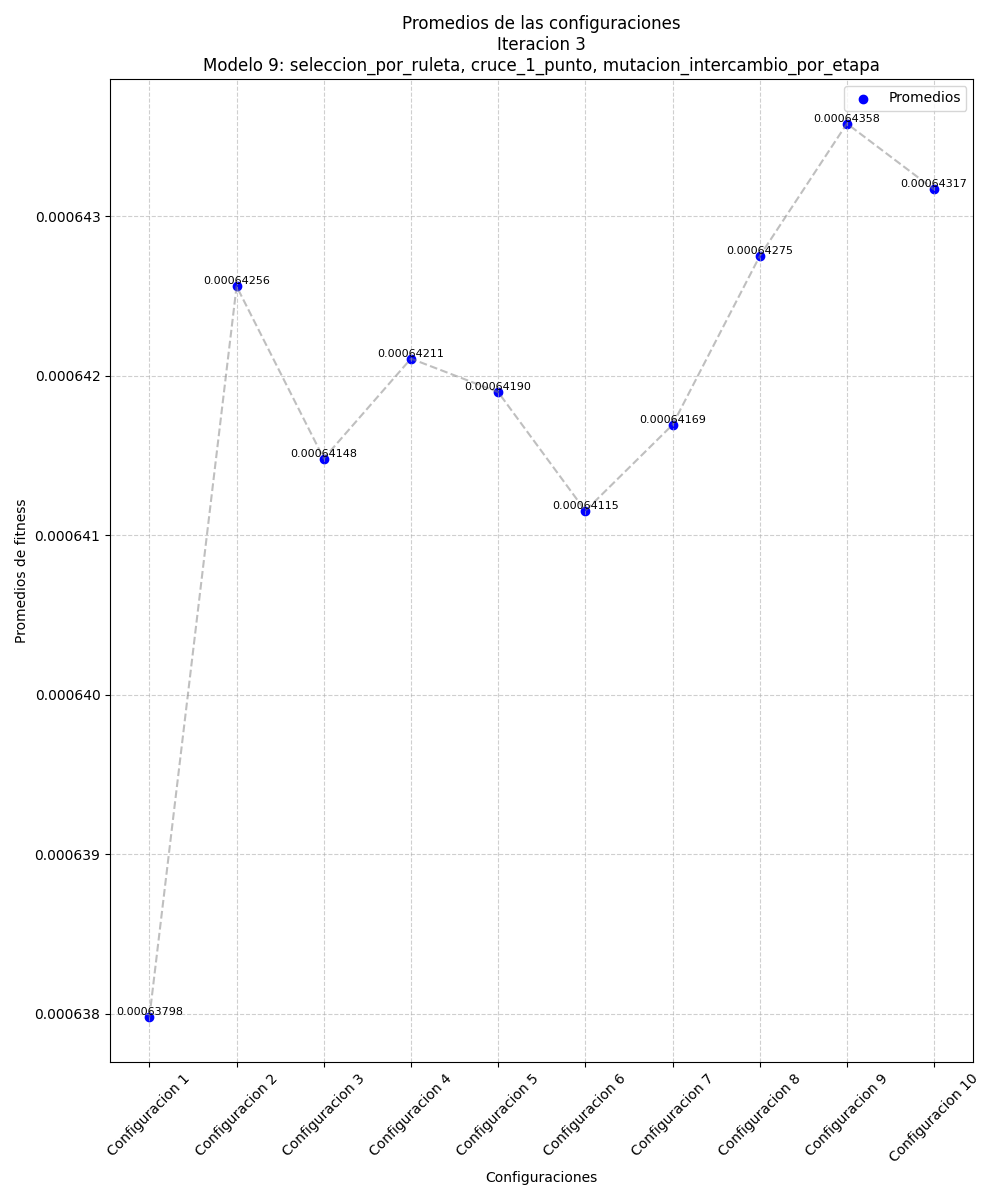 Promedios de las configuraciones
Iteracion 3
Modelo 9: seleccion_por_ruleta, cruce_1_punto, mutacion_intercambio_por_etapa
Promedios
0.00064358
0.00064317
0.000643
0.00064275
0.00064256
0.00064211
0.000642
0.00064190
0.00064169
0.00064148
0.00064115
0.000641
Promedios de fitness
0.000640
0.000639
0.00063798
0.000638
Configuracion 1
Configuracion 2
Configuracion 3
Configuracion 4
Configuracion 5
Configuracion 6
Configuracion 7
Configuracion 8
Configuracion 9
Configuracion 10
Configuraciones